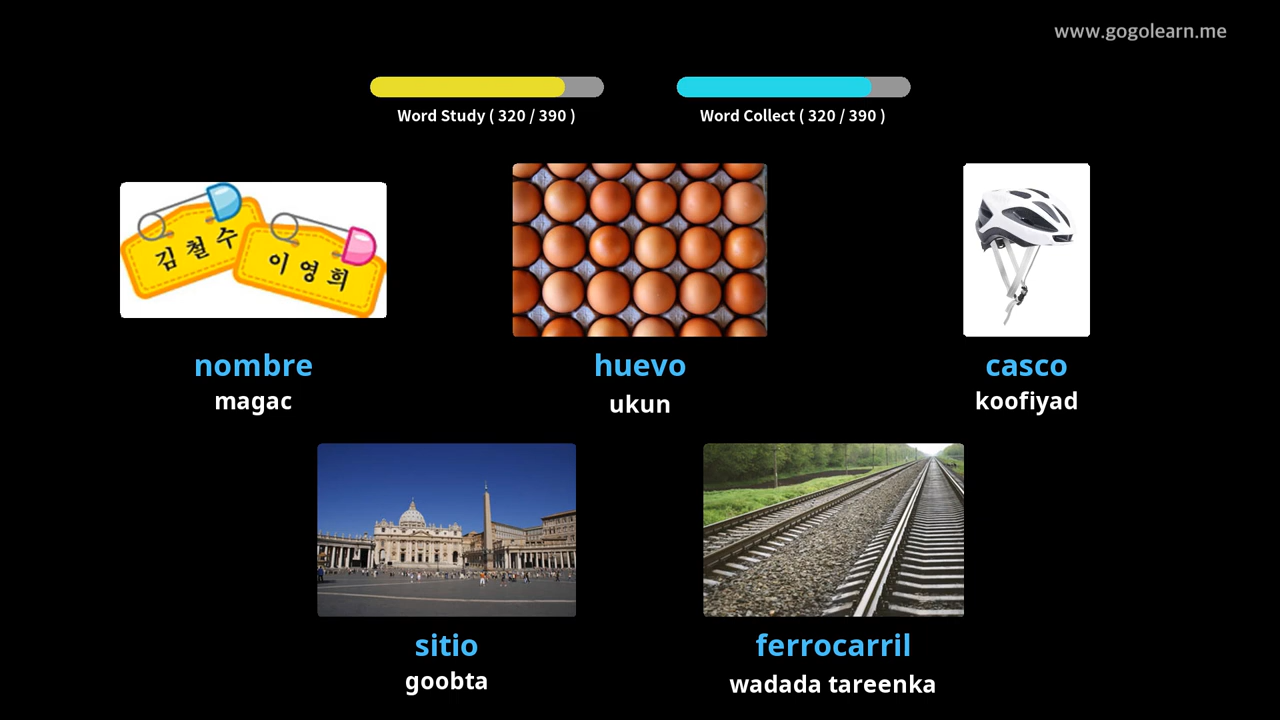 www.gogolearn.me
Word Study ( 320 / 390 )
Word Collect ( 320 / 390 )
김철수
이영희
nombre
magac
huevo
ukun
casco
koofiyad
sitio
goobta
ferrocarril
wadada tareenka